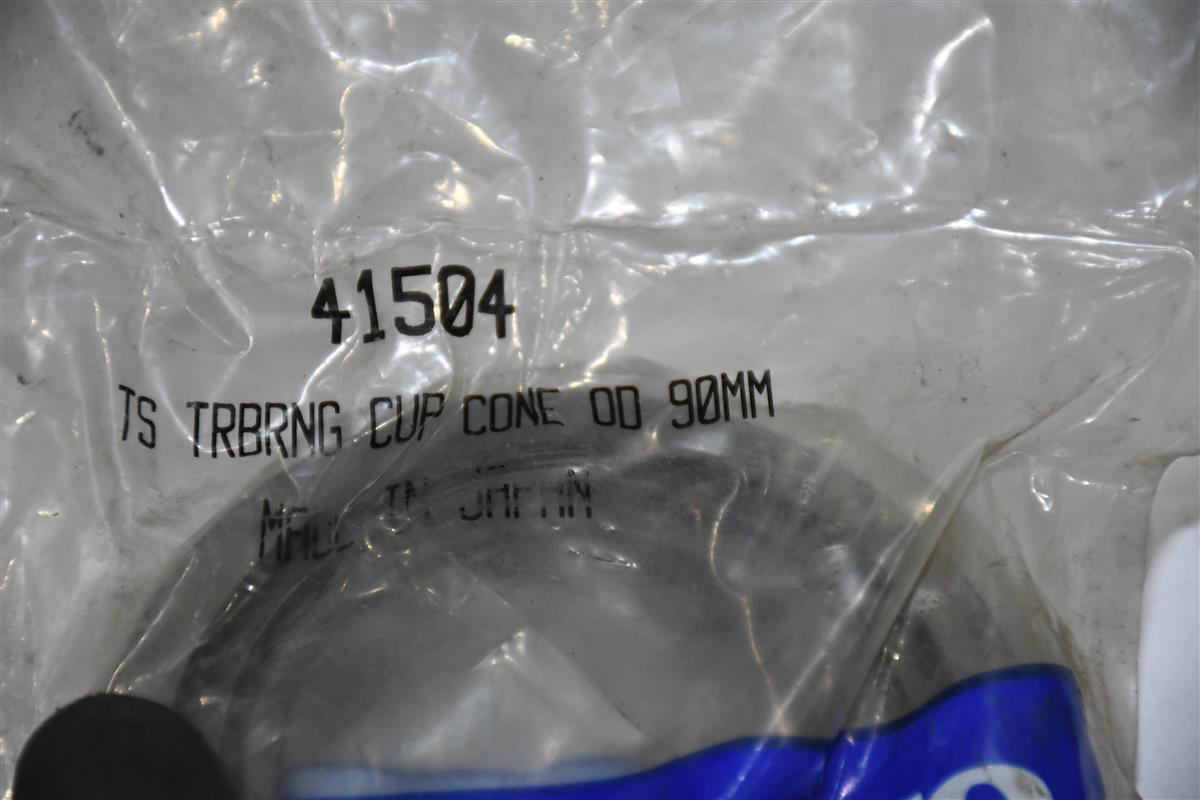 41504
TS TRBRNG CUP CONE OD 90MM
MADE IN JAPAN